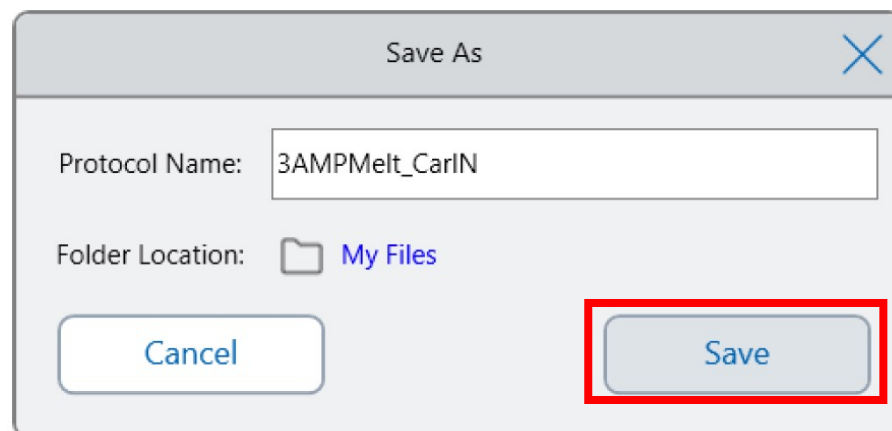 Save As
Protocol Name: 3AMPMelt_CarIN
Folder Location: My Files
Cancel Save